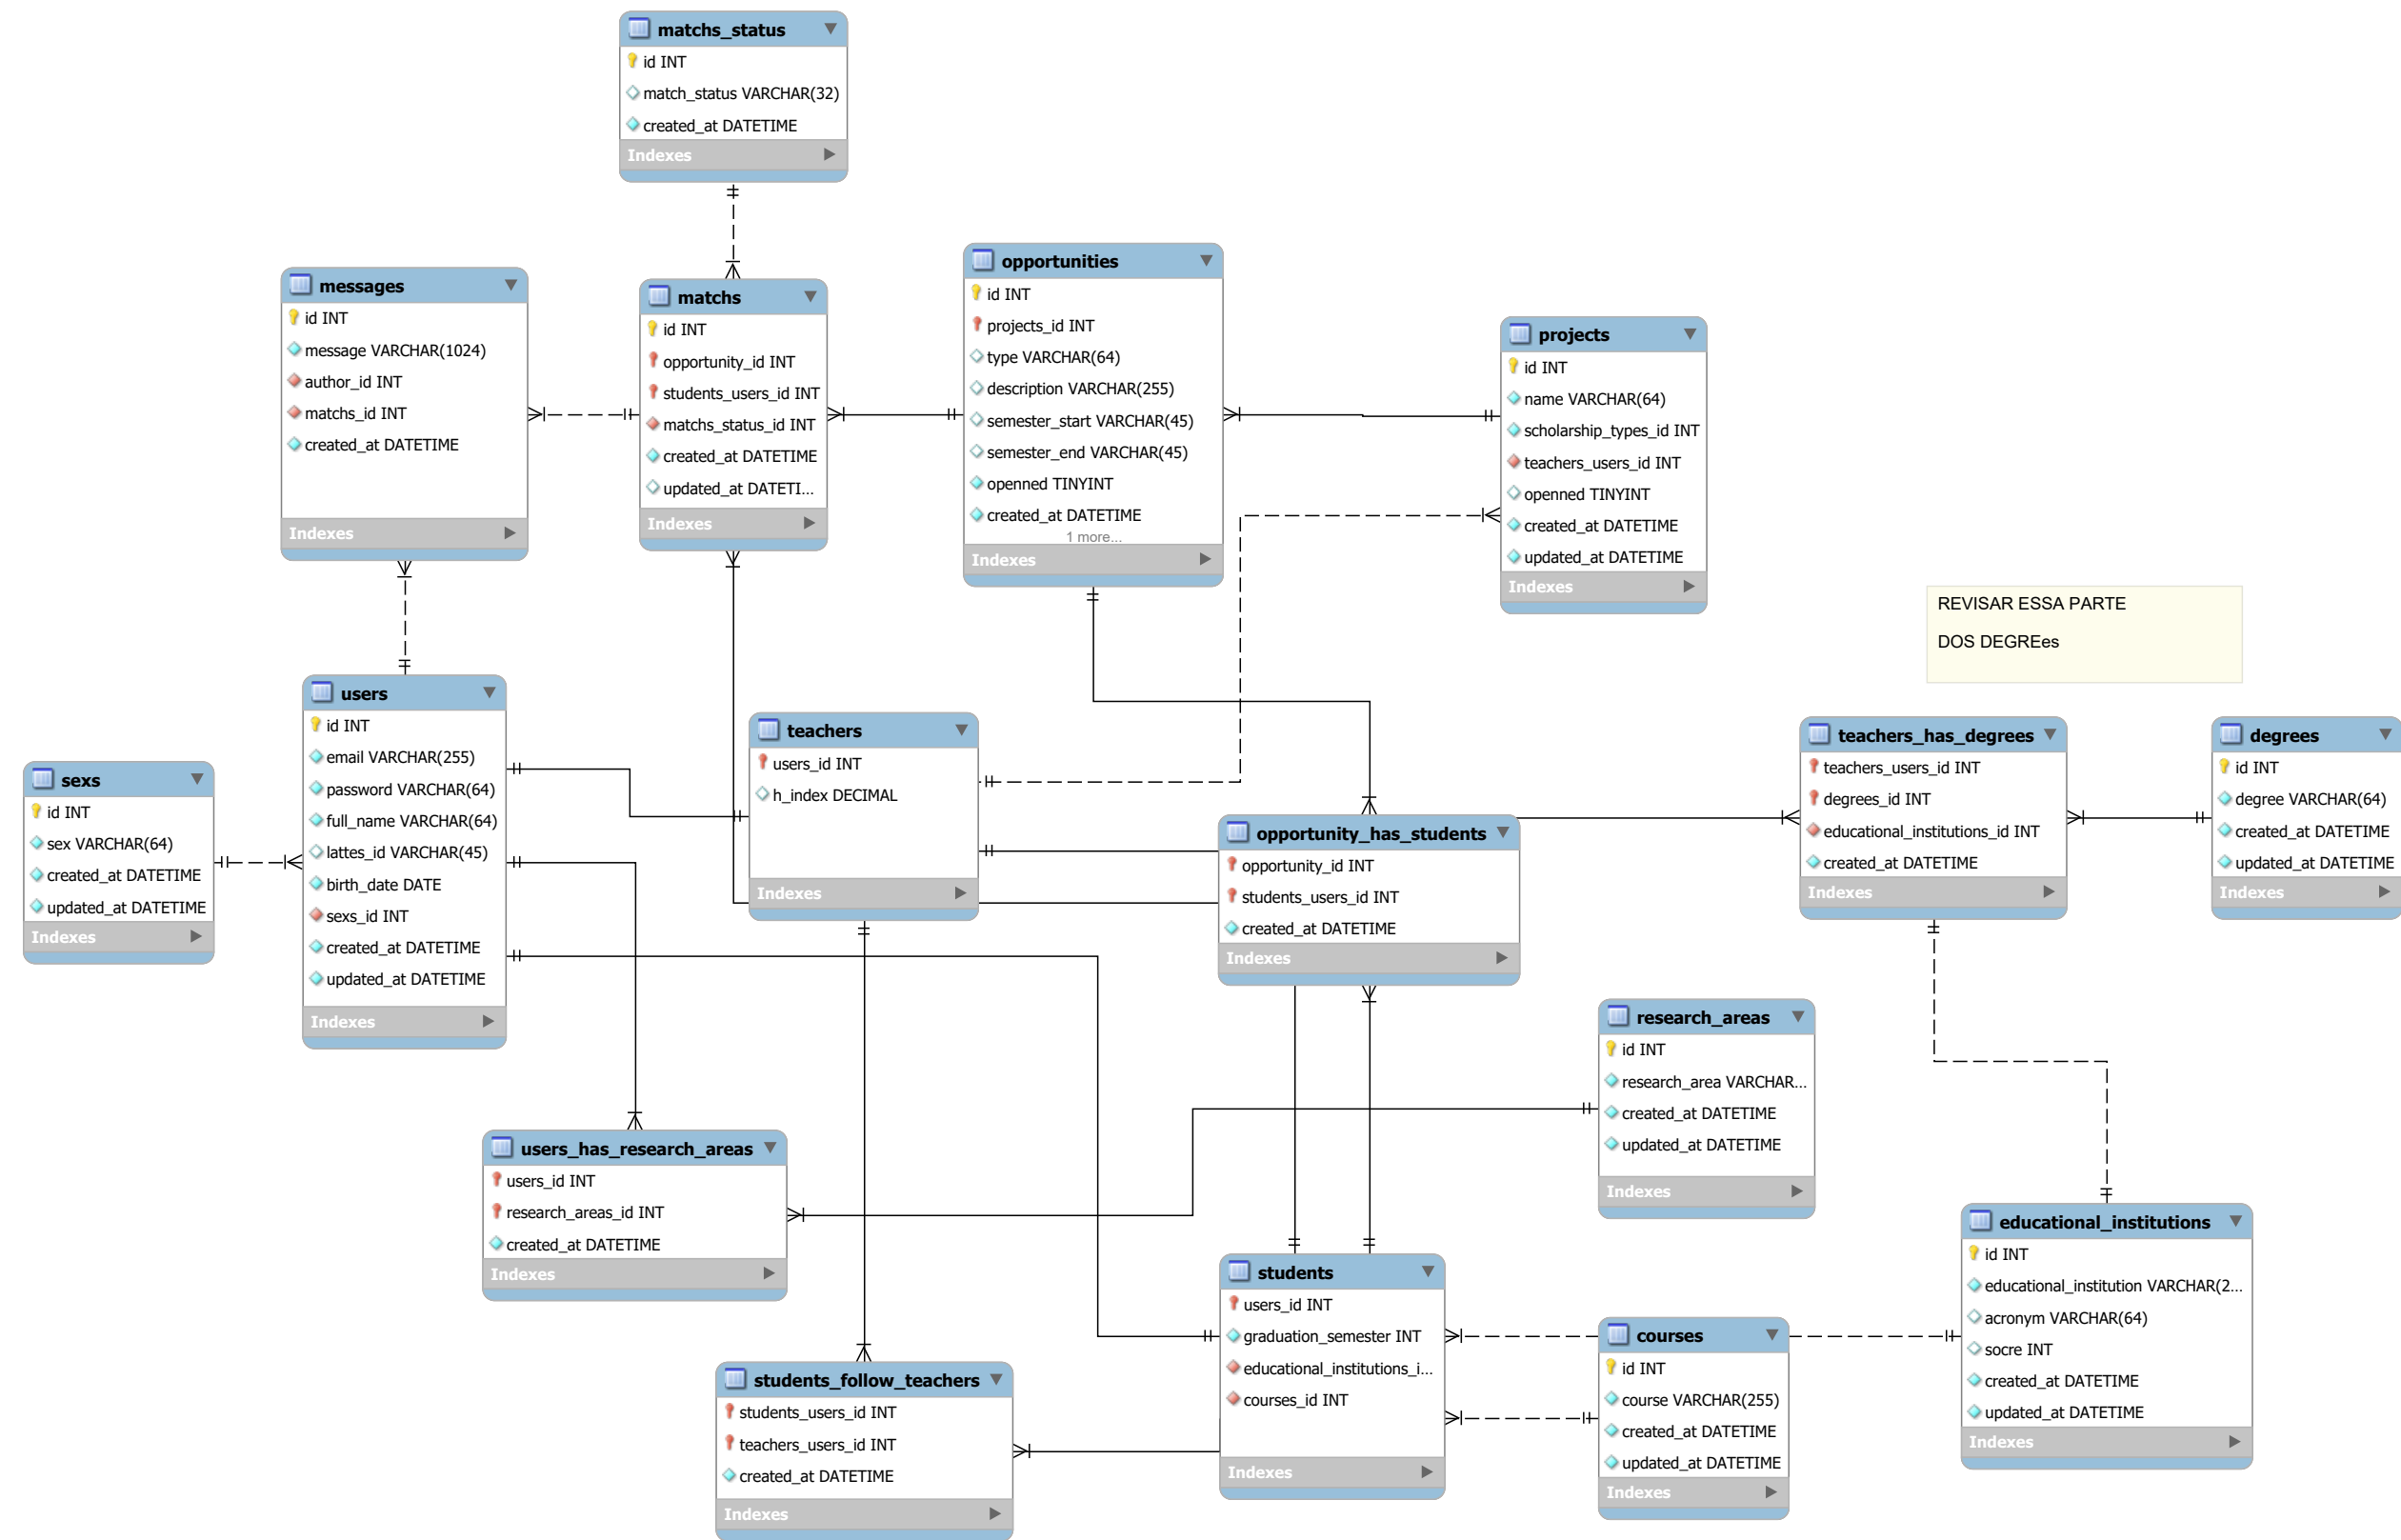 matchs_status
id INT
match_status VARCHAR(32)
created_at DATETIME
Indexes
messages
id INT
message VARCHAR(1024)
author_id INT
matchs_id INT
created_at DATETIME
Indexes
matchs
id INT
opportunity_id INT
students_users_id INT
matchs_status_id INT
created_at DATETIME
updated_at DATETI...
Indexes
opportunities
id INT
projects_id INT
type VARCHAR(64)
description VARCHAR(255)
semester_start VARCHAR(45)
semester_end VARCHAR(45)
openned TINYINT
created_at DATETIME
1 more...
Indexes
projects
id INT
name VARCHAR(64)
scholarship_types_id INT
teachers_users_id INT
openned TINYINT
created_at DATETIME
updated_at DATETIME
Indexes
REVISAR ESSA PARTE
DOS DEGREes
sexs
id INT
sex VARCHAR(64)
created_at DATETIME
updated_at DATETIME
Indexes
users
id INT
email VARCHAR(255)
password VARCHAR(64)
full_name VARCHAR(64)
lattes_id VARCHAR(45)
birth_date DATE
sexs_id INT
created_at DATETIME
updated_at DATETIME
Indexes
teachers
users_id INT
h_index DECIMAL
Indexes
opportunity_has_students
opportunity_id INT
students_users_id INT
created_at DATETIME
Indexes
teachers_has_degrees
teachers_users_id INT
degrees_id INT
educational_institutions_id INT
created_at DATETIME
Indexes
degrees
id INT
degree VARCHAR(64)
created_at DATETIME
updated_at DATETIME
Indexes
users_has_research_areas
users_id INT
research_areas_id INT
created_at DATETIME
Indexes
research_areas
id INT
research_area VARCHAR...
created_at DATETIME
updated_at DATETIME
Indexes
students_follow_teachers
students_users_id INT
teachers_users_id INT
created_at DATETIME
Indexes
students
users_id INT
graduation_semester INT
educational_institutions_i...
courses_id INT
Indexes
courses
id INT
course VARCHAR(255)
created_at DATETIME
updated_at DATETIME
Indexes
educational_institutions
id INT
educational_institution VARCHAR(2...
acronym VARCHAR(64)
socre INT
created_at DATETIME
updated_at DATETIME
Indexes